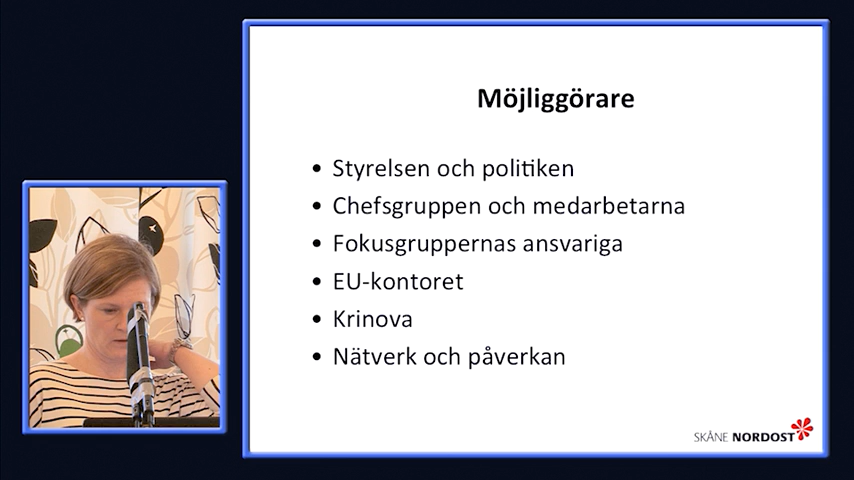 Möjliggörare
• Styrelsen och politiken
• Chefsgruppen och medarbetarna
• Fokusgruppernas ansvariga
• EU-kontoret
• Krinova
• Nätverk och påverkan
SKÅNE NORDOST